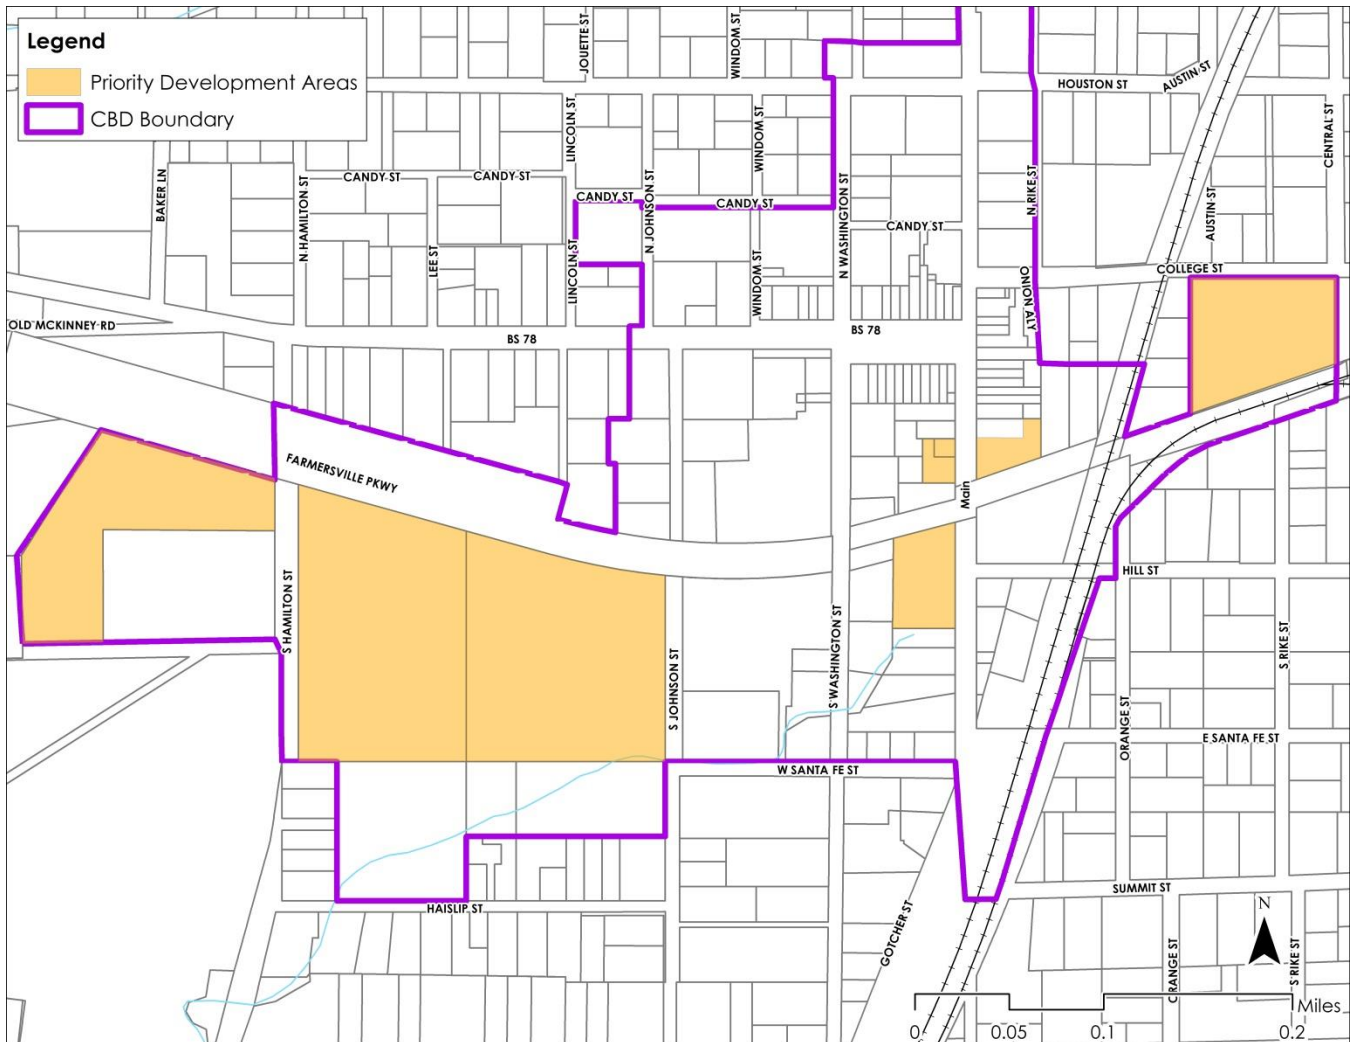 Legend
Priority Development Areas
CBD Boundary
JOUETTE ST
WINDOM ST
HOUSTON ST
AUSTIN ST
LINCOLN ST
WINDOM ST
CENTRAL ST
BAKER LN
N HAMILTON ST
CANDY ST
CANDY ST
CANDY ST
N JOHNSON ST
CANDY ST
N WASHINGTON ST
CANDY ST
N RIKE ST
AUSTIN ST
LEE ST
LINCOLN ST
WINDOM ST
COLLEGE ST
ONION ALY
OLD MCKINNEY RD
BS 78
BS 78
FARMERSVILLE PKWY
Main
HILL ST
S HAMILTON ST
S JOHNSON ST
S WASHINGTON ST
S RIKE ST
ORANGE ST
E SANTA FE ST
W SANTA FE ST
SUMMIT ST
HAISLIP ST
GOTCHER ST
N
ORANGE ST
S RIKE ST
Miles
0
0.05
0.1
0.2